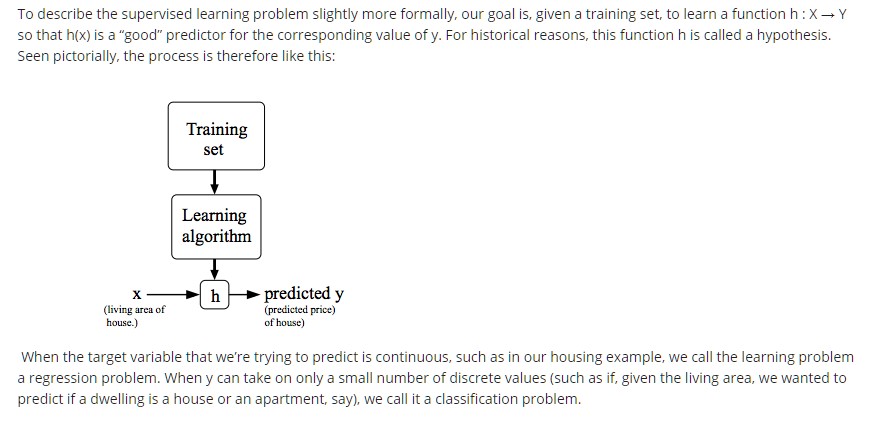 To describe the supervised learning problem slightly more formally, our goal is, given a training set, to learn a function h : X → Y
so that h(x) is a “good” predictor for the corresponding value of y. For historical reasons, this function h is called a hypothesis.
Seen pictorially, the process is therefore like this:
Training
set
Learning
algorithm
x
(living area of
house.)
h
predicted y
(predicted price)
of house)
When the target variable that we’re trying to predict is continuous, such as in our housing example, we call the learning problem
a regression problem. When y can take on only a small number of discrete values (such as if, given the living area, we wanted to
predict if a dwelling is a house or an apartment, say), we call it a classification problem.